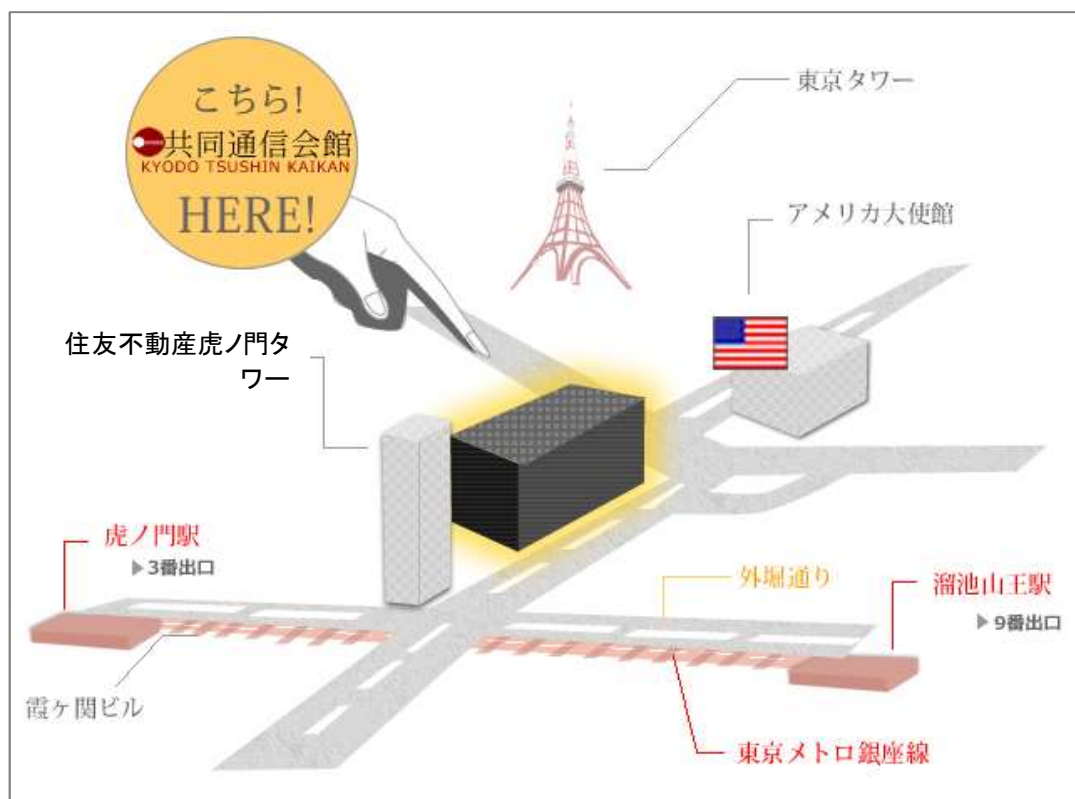 こちら!
共同通信会館
KYODO TSUSHIN KAIKAN
HERE!
東京タワー
アメリカ大使館
住友不動産虎ノ門タ
ワー
虎ノ門駅
▶3番出口
外堀通り
溜池山王駅
▶9番出口
霞ヶ関ビル
東京メトロ銀座線